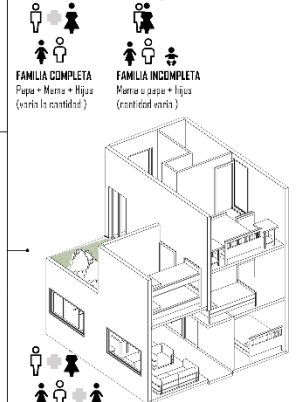 FAMILIA COMPLETA
Papa + Mama + Hijos
(varia la cantidad )
FAMILIA INCOMPLETA
Mama u papa + hijos
(cantidad varia )